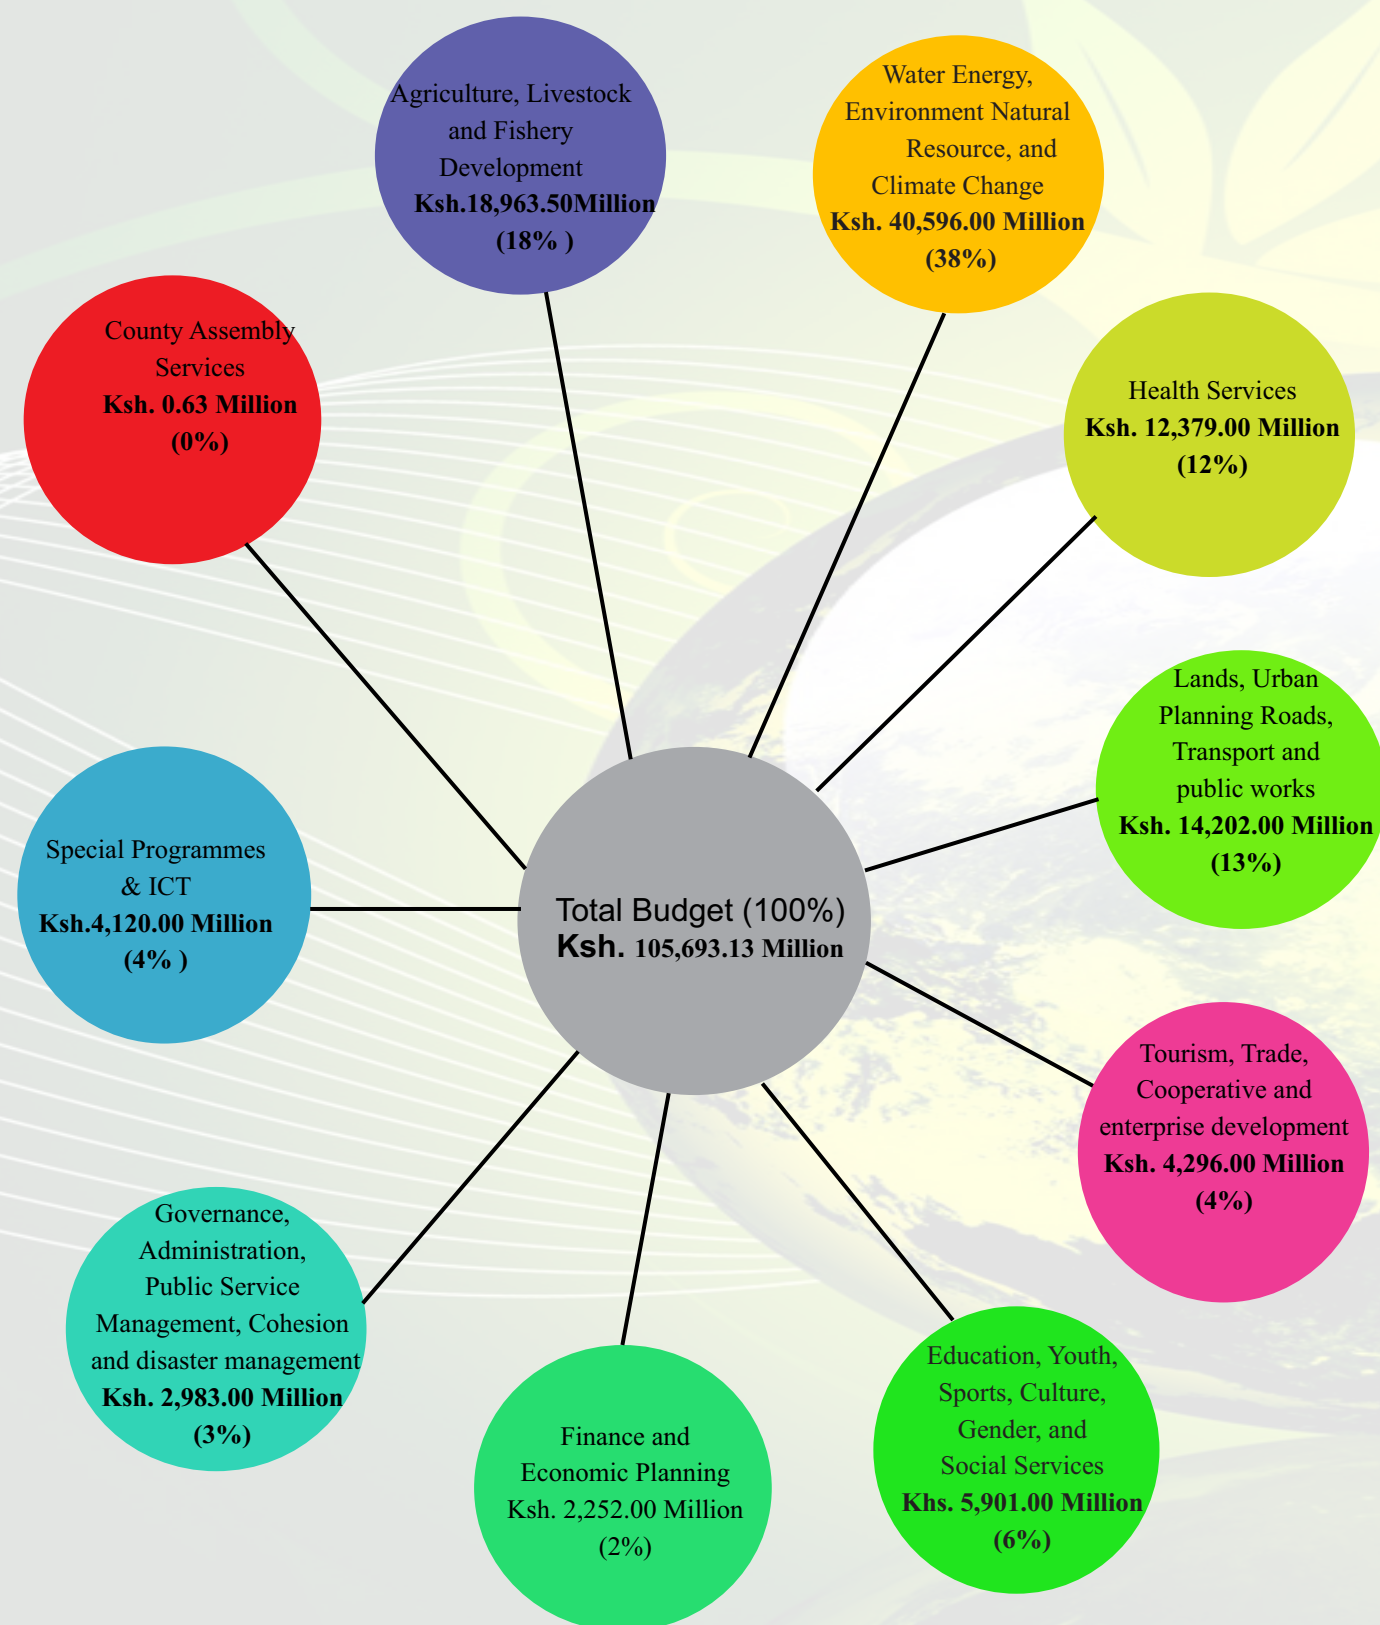 Agriculture, Livestock
and Fishery
Development
Ksh.18,963.50Million
(18% )
Water Energy,
Environment Natural
Resource, and
Climate Change
Ksh. 40,596.00 Million
(38%)
County Assembly
Services
Ksh. 0.63 Million
(0%)
Health Services
Ksh. 12,379.00 Million
(12%)
Lands, Urban
Planning Roads,
Transport and
public works
Ksh. 14,202.00 Million
(13%)
Special Programmes
& ICT
Ksh.4,120.00 Million
(4% )
Total Budget (100%)
Ksh. 105,693.13 Million
Tourism, Trade,
Cooperative and
enterprise development
Ksh. 4,296.00 Million
(4%)
Governance,
Administration,
Public Service
Management, Cohesion
and disaster management
Ksh. 2,983.00 Million
(3%)
Finance and
Economic Planning
Ksh. 2,252.00 Million
(2%)
Education, Youth,
Sports, Culture,
Gender, and
Social Services
Khs. 5,901.00 Million
(6%)